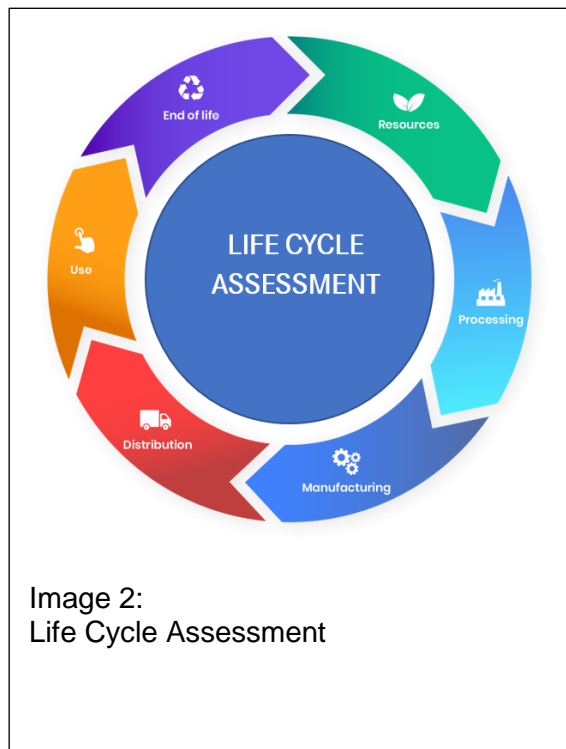 End of life
Resources
LIFE CYCLE
ASSESSMENT
Use
Processing
Distribution
Manufacturing
Image 2:
Life Cycle Assessment